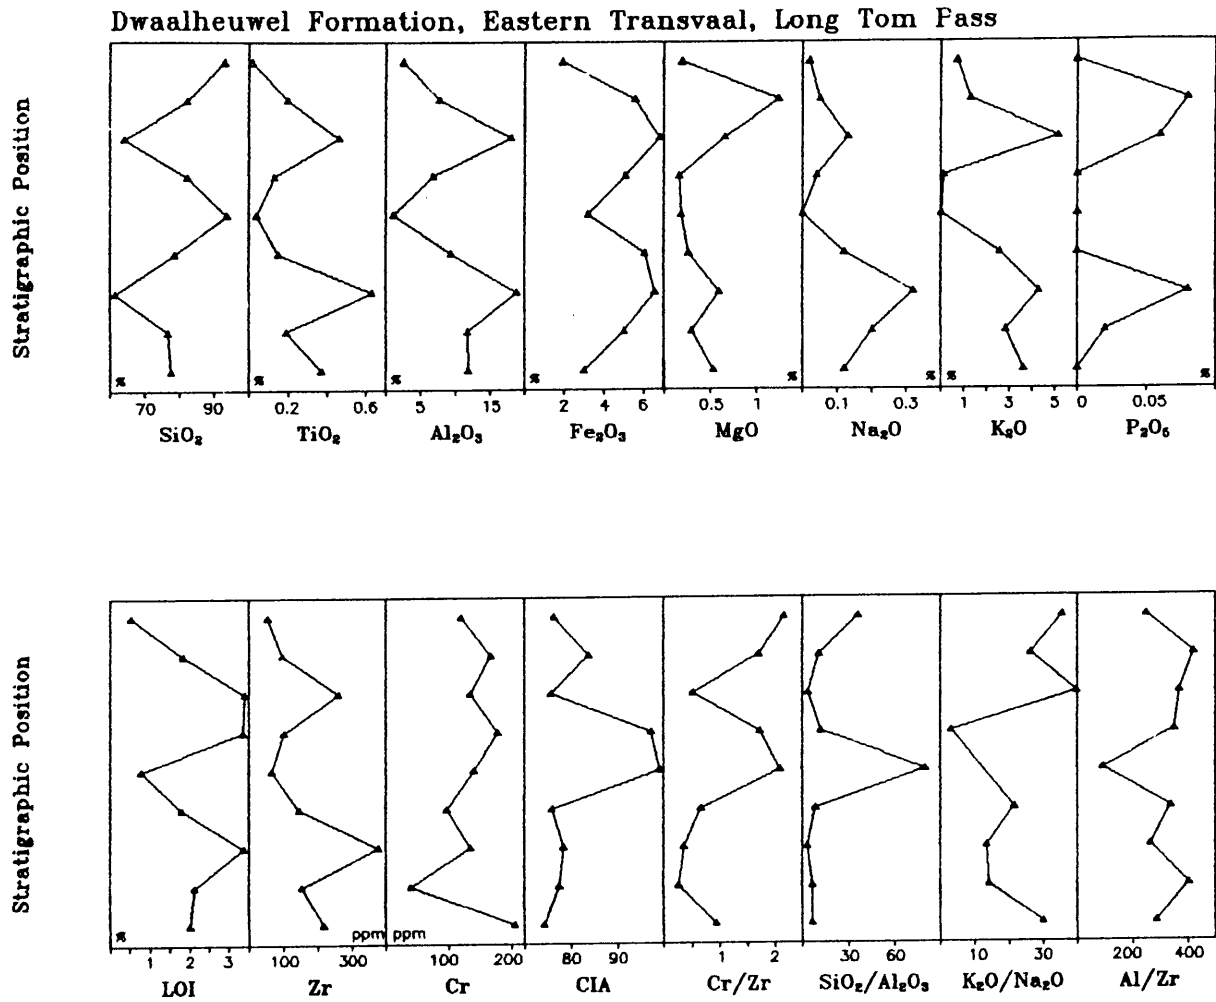 Dwaalheuwel Formation, Eastern Transvaal, Long Tom Pass
Stratigraphic Position
% % % % % % %
70 90 0.2 0.6 5 15 2 4 6 0.5 1 0.1 0.3 1 3 5 0 0.05
SiO₂ TiO₂ Al₂O₃ Fe₂O₃ MgO Na₂O K₂O P₂O₅
Stratigraphic Position
% ppm ppm
1 2 3 100 300 100 200 80 90 1 2 30 60 10 30 200 400
LOI Zr Cr CIA Cr/Zr SiO₂/Al₂O₃ K₂O/Na₂O Al/Zr